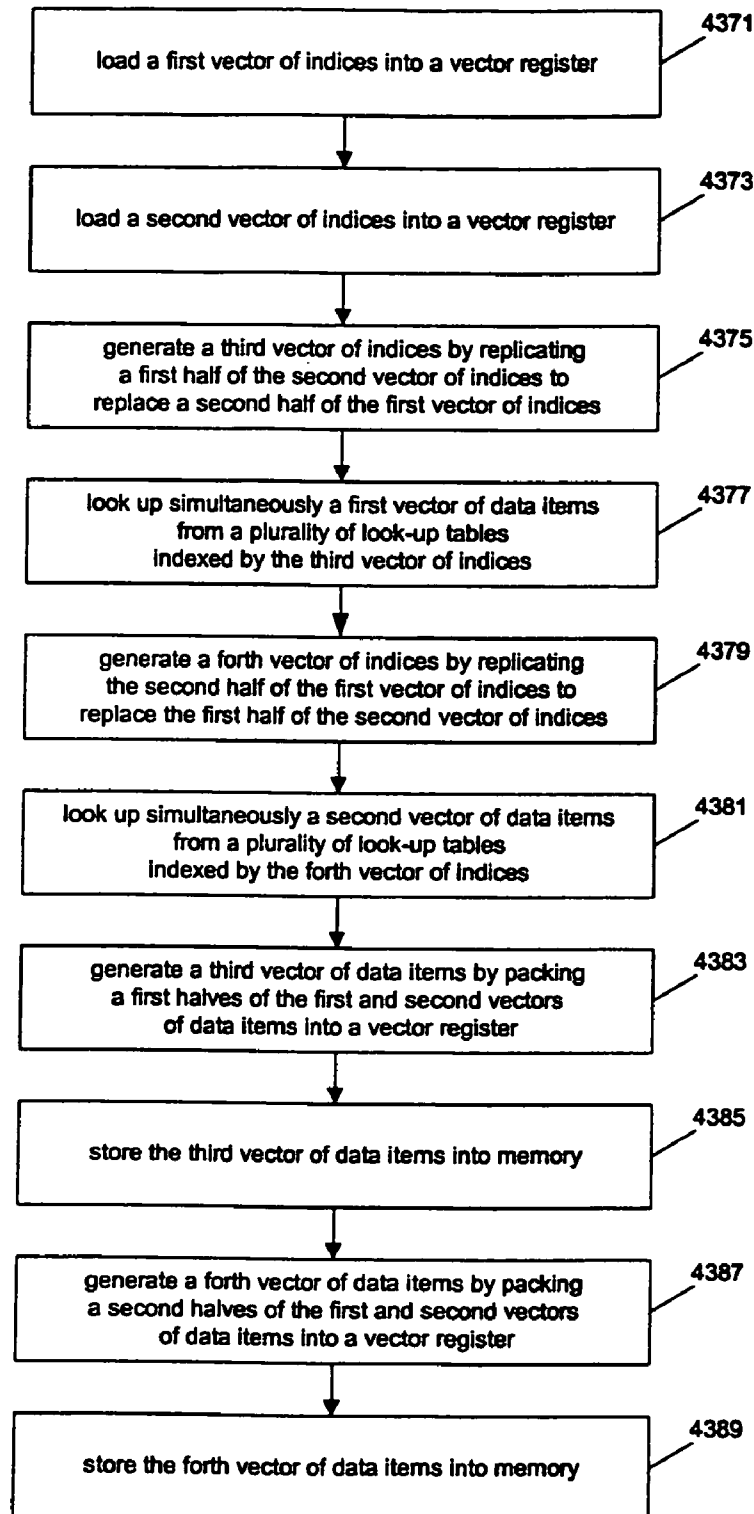 4371
load a first vector of indices into a vector register
4373
load a second vector of indices into a vector register
4375
generate a third vector of indices by replicating
a first half of the second vector of indices to
replace a second half of the first vector of indices
4377
look up simultaneously a first vector of data items
from a plurality of look-up tables
indexed by the third vector of indices
4379
generate a forth vector of indices by replicating
the second half of the first vector of indices to
replace the first half of the second vector of indices
4381
look up simultaneously a second vector of data items
from a plurality of look-up tables
indexed by the forth vector of indices
4383
generate a third vector of data items by packing
a first halves of the first and second vectors
of data items into a vector register
4385
store the third vector of data items into memory
4387
generate a forth vector of data items by packing
a second halves of the first and second vectors
of data items into a vector register
4389
store the forth vector of data items into memory